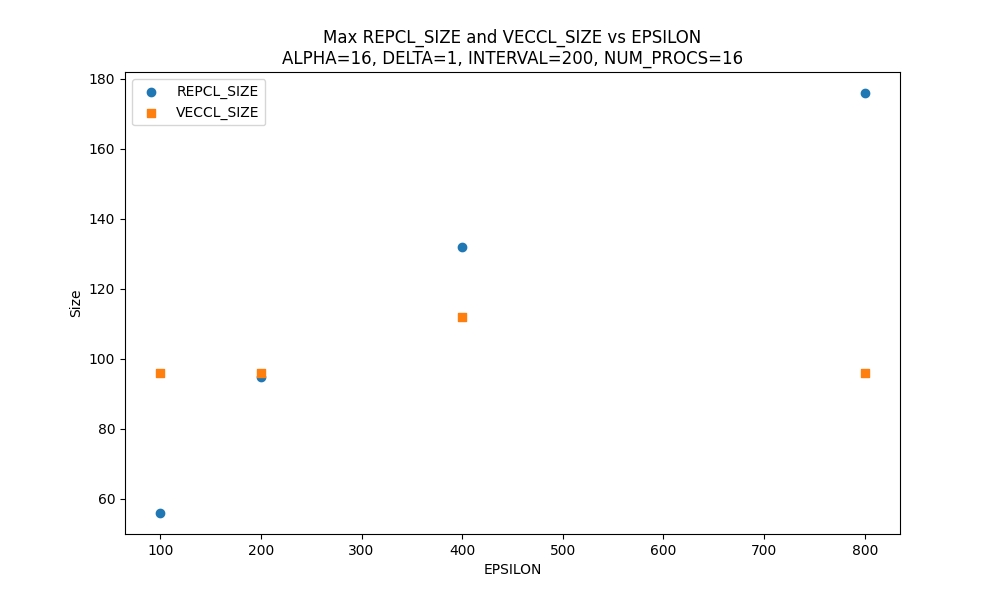 Max REPCL_SIZE and VECCL_SIZE vs EPSILON
ALPHA=16, DELTA=1, INTERVAL=200, NUM_PROCS=16
REPCL_SIZE
VECCL_SIZE
180
160
140
120
100
80
60
Size
100 200 300 400 500 600 700 800
EPSILON